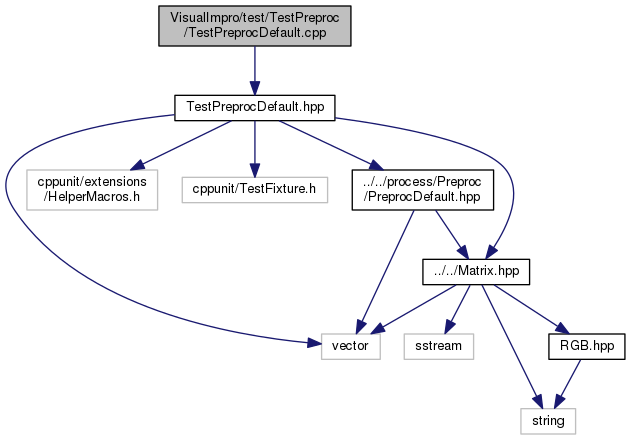 VisualImpro/test/TestPreproc
/TestPreprocDefault.cpp
TestPreprocDefault.hpp
cppunit/extensions
/HelperMacros.h
cppunit/TestFixture.h
../../process/Preproc
/PreprocDefault.hpp
../../Matrix.hpp
vector
sstream
RGB.hpp
string